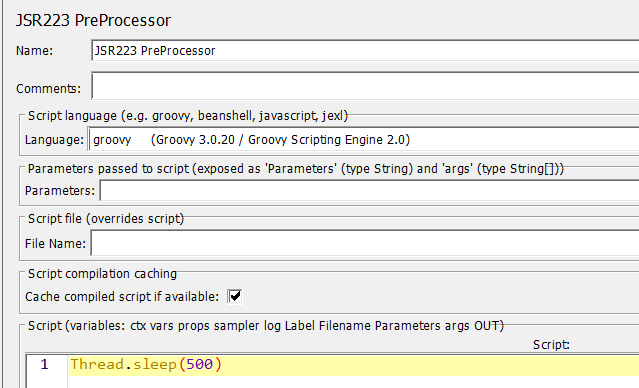 JSR223 PreProcessor
Name: JSR223 PreProcessor
Comments:
Script language (e.g. groovy, beanshell, javascript, jexl)
Language: groovy (Groovy 3.0.20 / Groovy Scripting Engine 2.0)
Parameters passed to script (exposed as 'Parameters' (type String) and 'args' (type String[]))
Parameters:
Script file (overrides script)
File Name:
Script compilation caching
Cache compiled script if available:
Script (variables: ctx vars props sampler log Label Filename Parameters args OUT)
Script:
1 Thread.sleep(500)